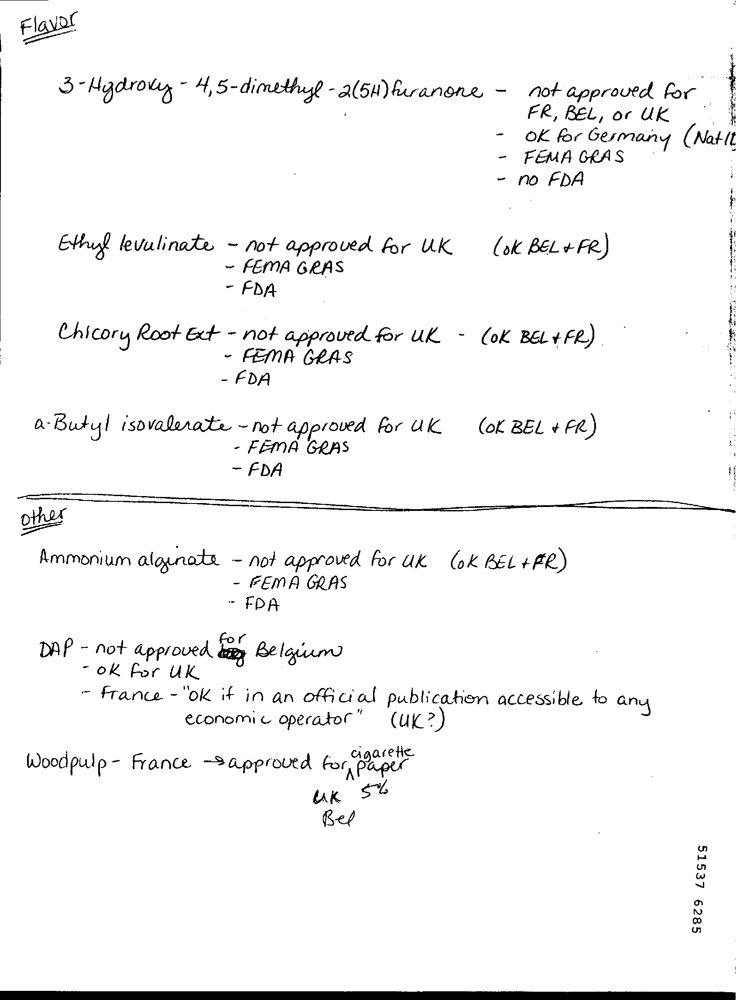 Flavor
3-Hydroxy-4,5-dimethyl-2(5H)furanone - not approved for
FR, BEL, or UK
- OK for Germany (Nat'l
- FEMA GRAS
- no FDA
Ethyl levulinate - not approved for UK (OK BEL + FR)
- FEMA GRAS
- FDA
Chicory Root Ext - not approved for UK - (OK BEL + FR)
- FEMA GRAS
- FDA
a-Butyl isovalerate - not approved for UK (OK BEL + FR)
- FEMA GRAS
- FDA
other
Ammonium alginate - not approved for UK (OK BEL + FR)
- FEMA GRAS
- FDA
DAP - not approved for Belgium
- OK for UK
- France - "OK if in an official publication accessible to any
economic operator" (UK?)
Woodpulp - France → approved for cigarette paper
UK 5%
Bel
51537 6285